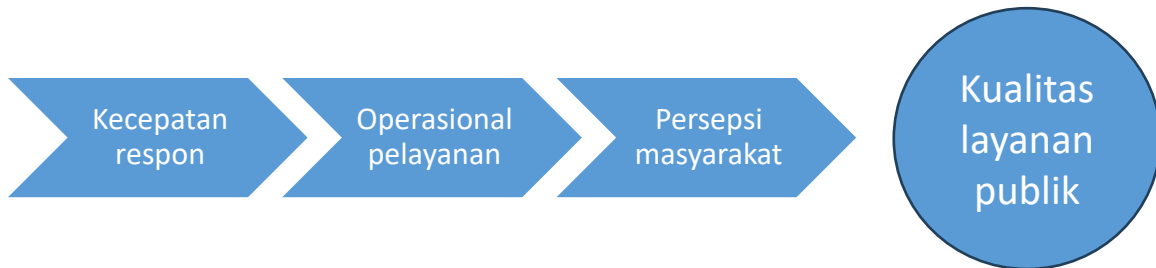 Kecepatan
respon
Operasional
pelayanan
Persepsi
masyarakat
Kualitas
layanan
publik